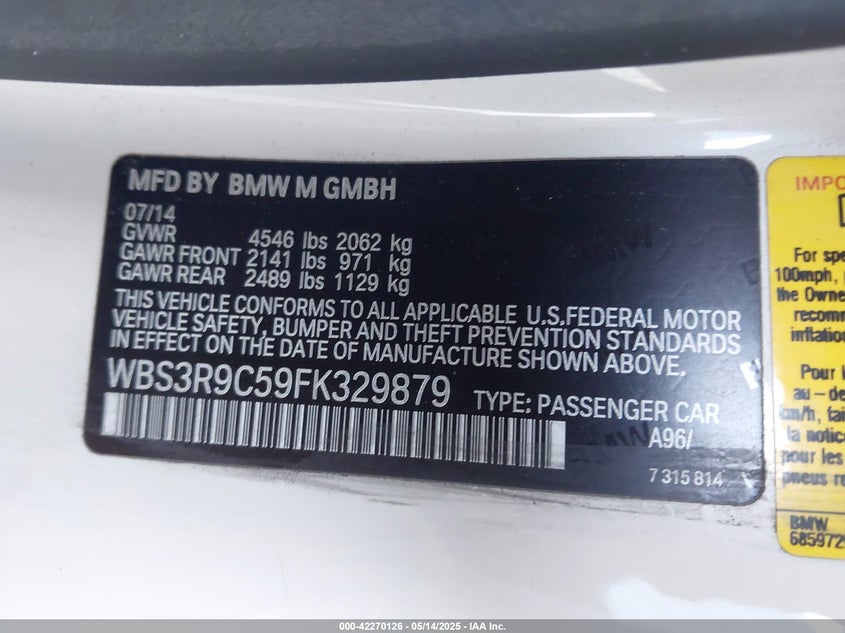 MFD BY BMW M GMBH
07/14
GVWR 4546 lbs 2062 kg
GAWR FRONT 2141 lbs 971 kg
GAWR REAR 2489 lbs 1129 kg
THIS VEHICLE CONFORMS TO ALL APPLICABLE U.S.FEDERAL MOTOR
VEHICLE SAFETY, BUMPER AND THEFT PREVENTION STANDARDS
IN EFFECT ON THE DATE OF MANUFACTURE SHOWN ABOVE.
WBS3R9C59FK329879 TYPE: PASSENGER CAR
A96/
7 315 814
For spe
100mph,
the Owne
recomm
inflation
Pour l
au-de
km/h, fai
la notic
pour les
pneus re
BMW
685972
000-42270126 - 05/14/2025 - IAA Inc.